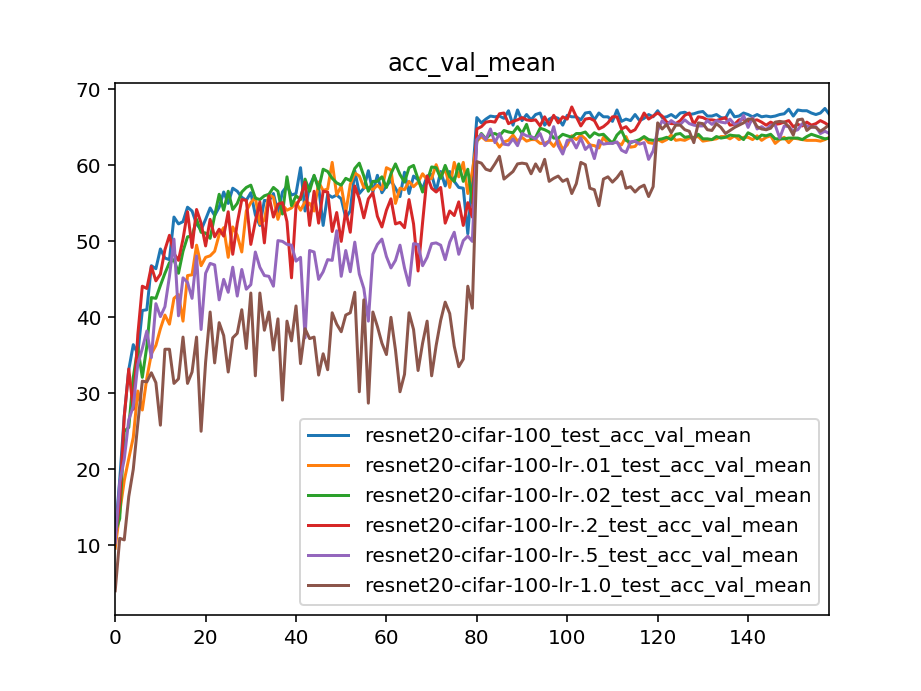 acc_val_mean
70
60
50
40
30
20
10
resnet20-cifar-100_test_acc_val_mean
resnet20-cifar-100-lr-.01_test_acc_val_mean
resnet20-cifar-100-lr-.02_test_acc_val_mean
resnet20-cifar-100-lr-.2_test_acc_val_mean
resnet20-cifar-100-lr-.5_test_acc_val_mean
resnet20-cifar-100-lr-1.0_test_acc_val_mean
0 20 40 60 80 100 120 140